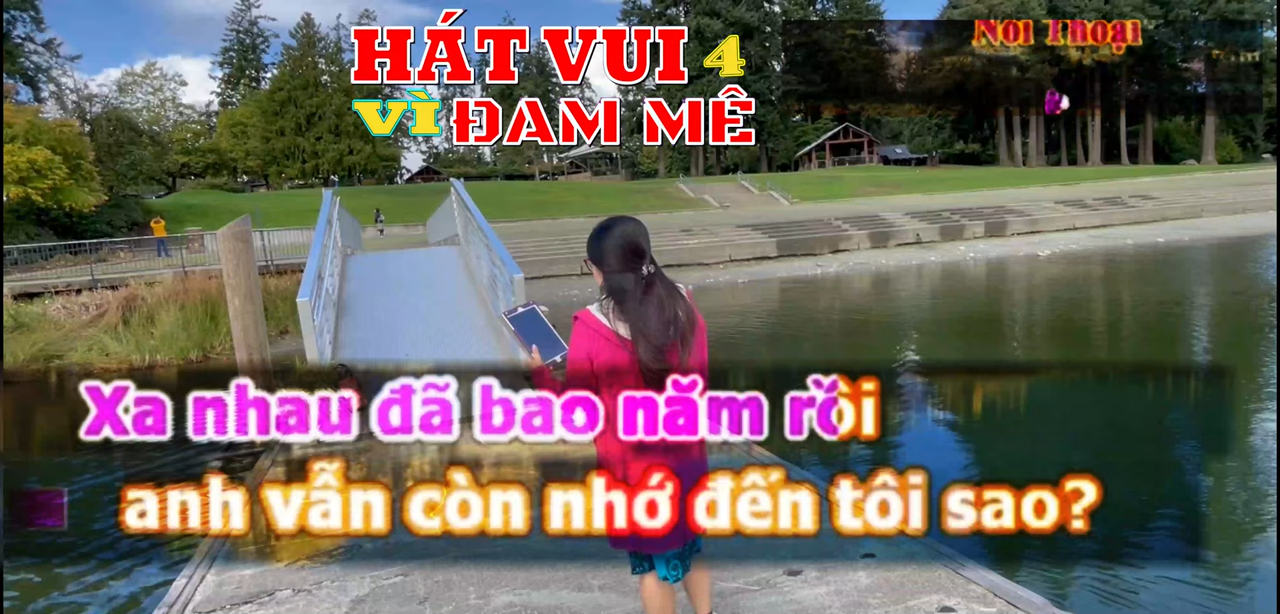 HÁT VUI 4
VÌ ĐAM MÊ
Nói Thoại
Xa nhau đã bao năm rồi
anh vẫn còn nhớ đến tôi sao?